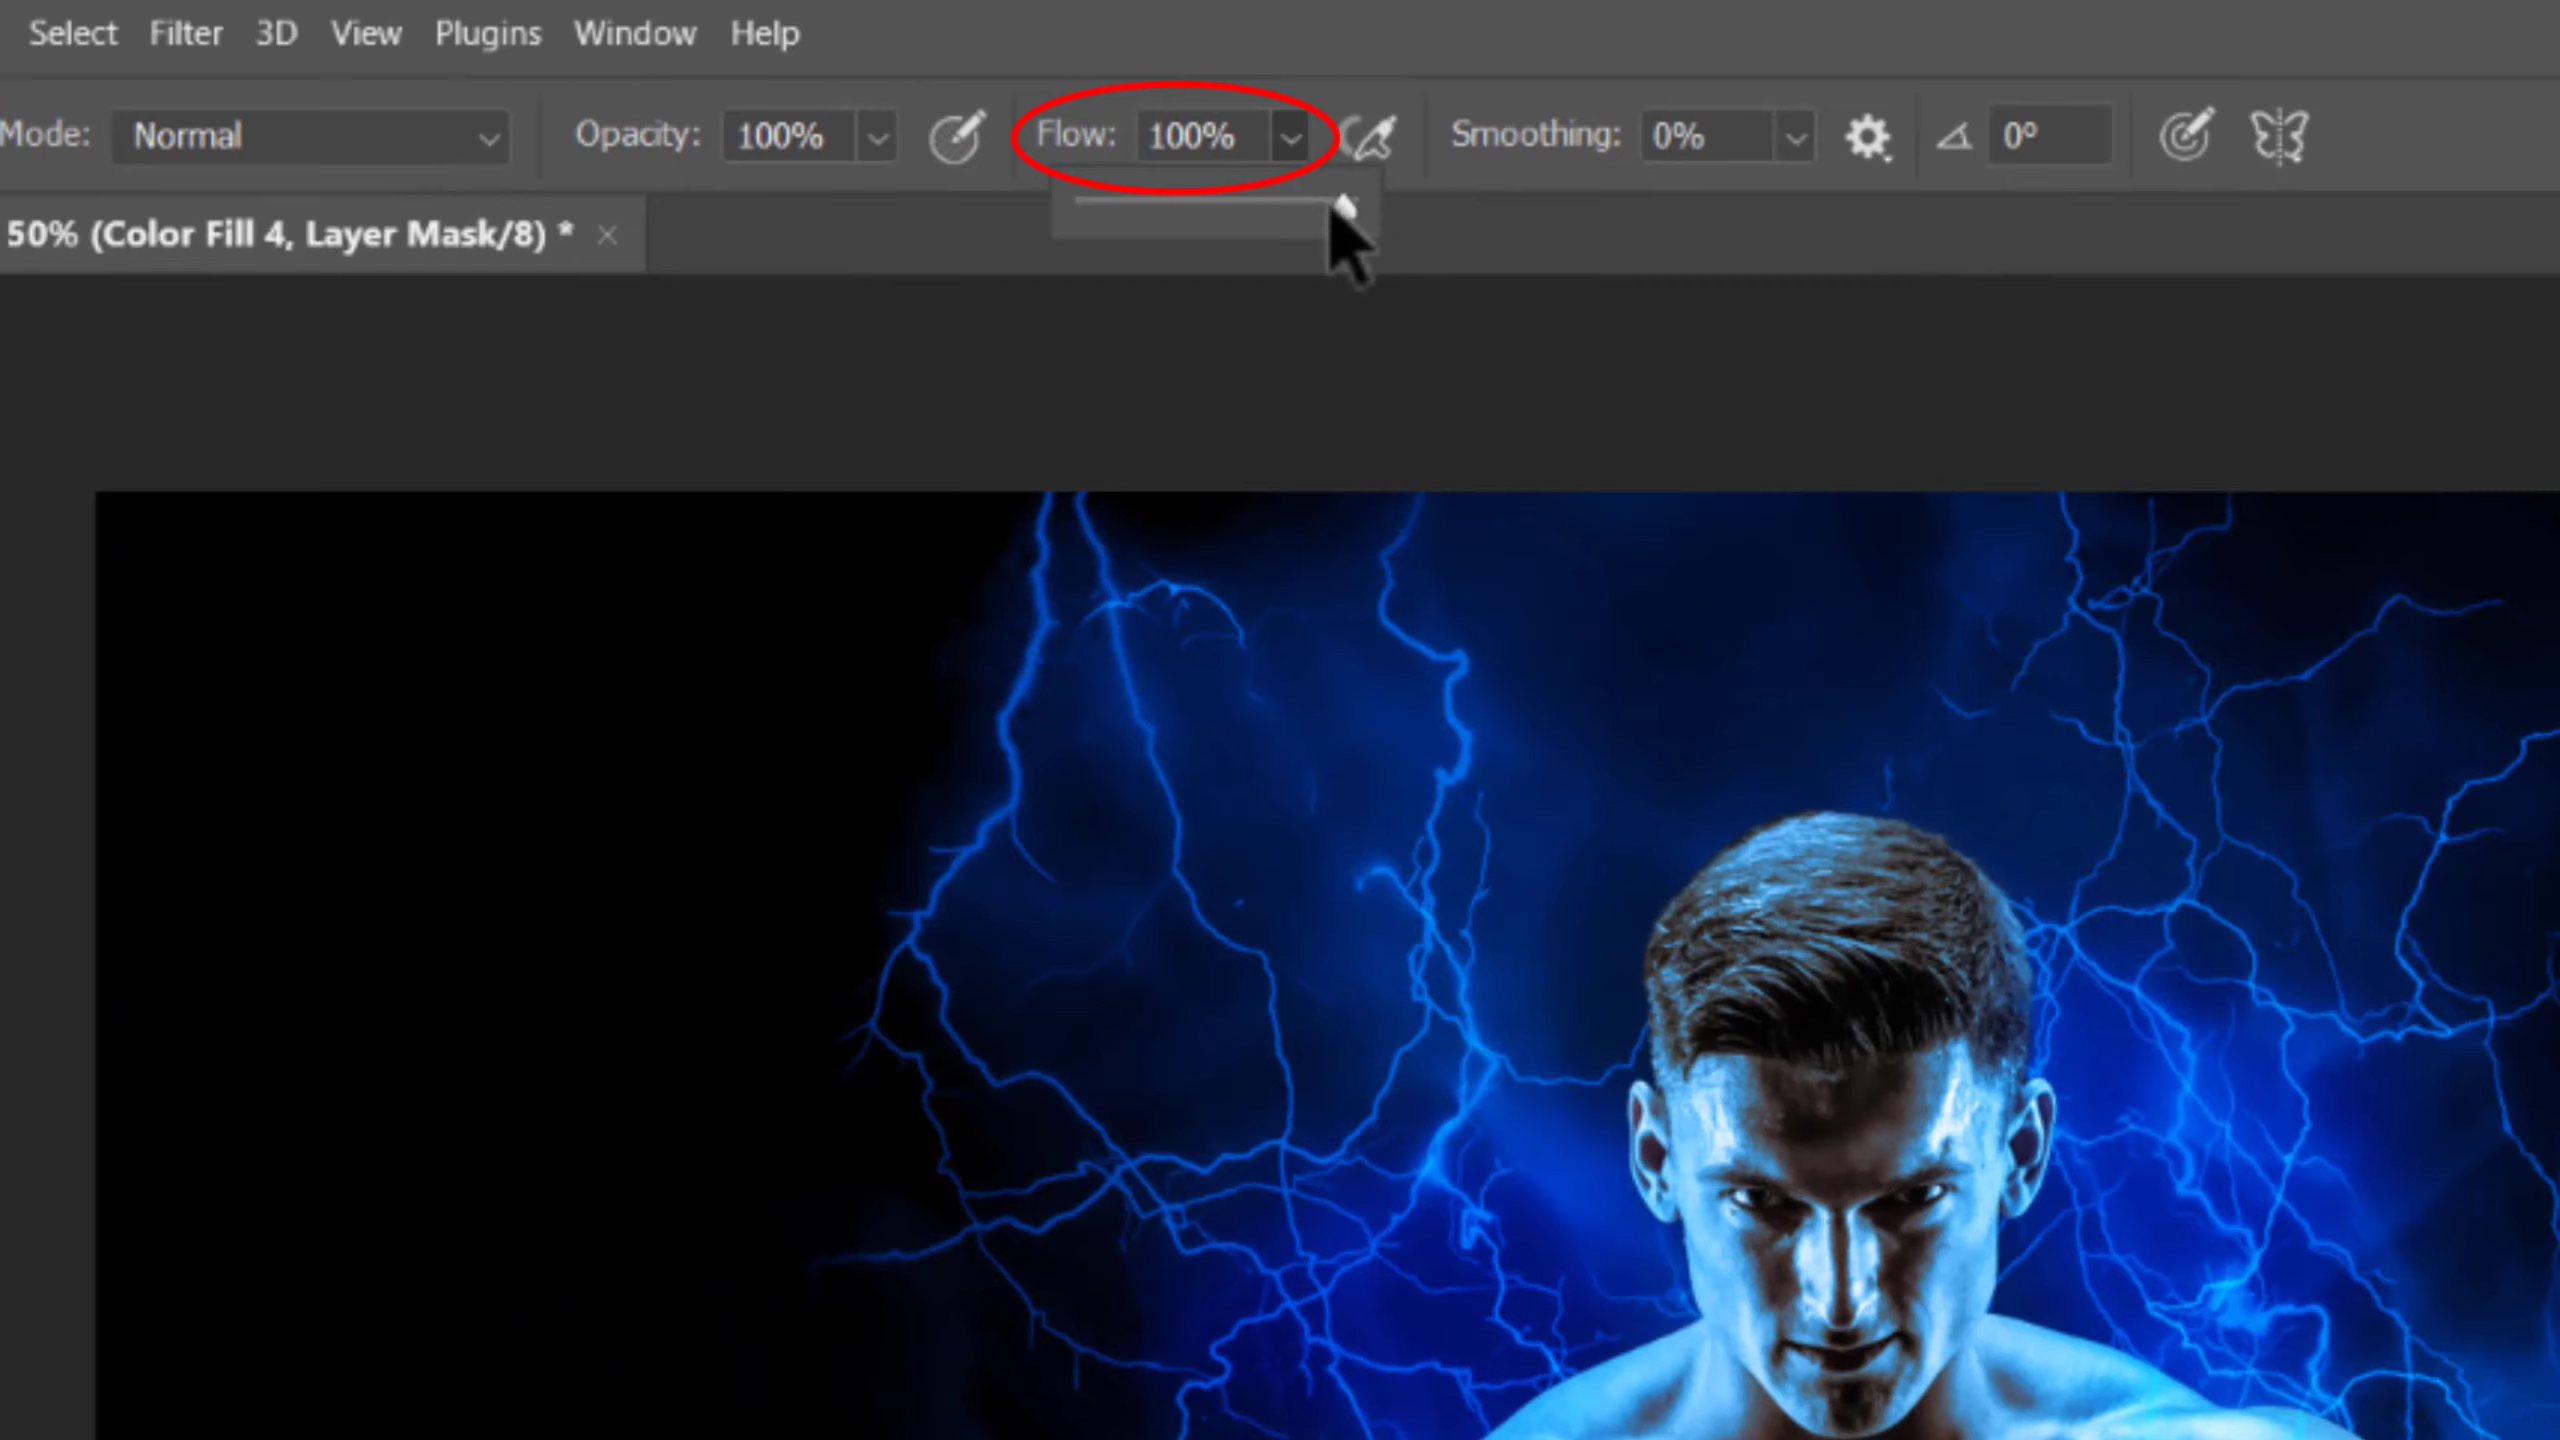 Select Filter 3D View Plugins Window Help
Mode: Normal Opacity: 100% Flow: 100% Smoothing: 0% 0°
50% (Color Fill 4, Layer Mask/8) * ×